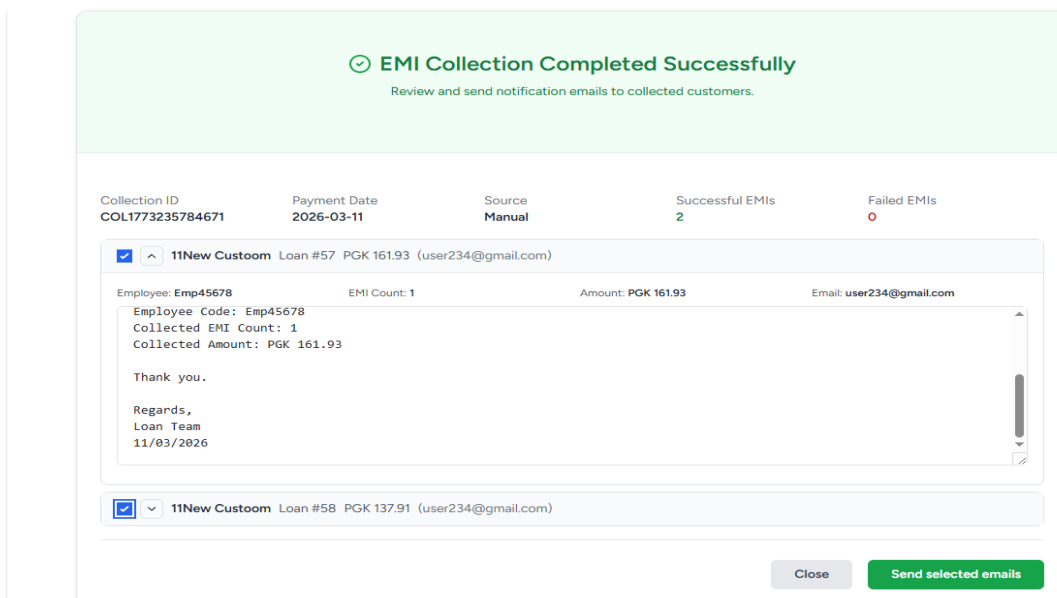 EMI Collection Completed Successfully
Review and send notification emails to collected customers.
Collection ID Payment Date Source Successful EMIs Failed EMIs
COL1773235784671 2026-03-11 Manual 2 0
11New Custoom Loan #57 PGK 161.93 (user234@gmail.com)
Employee: Emp45678 EMI Count: 1 Amount: PGK 161.93 Email: user234@gmail.com
Employee Code: Emp45678
Collected EMI Count: 1
Collected Amount: PGK 161.93
Thank you.
Regards,
Loan Team
11/03/2026
11New Custoom Loan #58 PGK 137.91 (user234@gmail.com)
Close Send selected emails